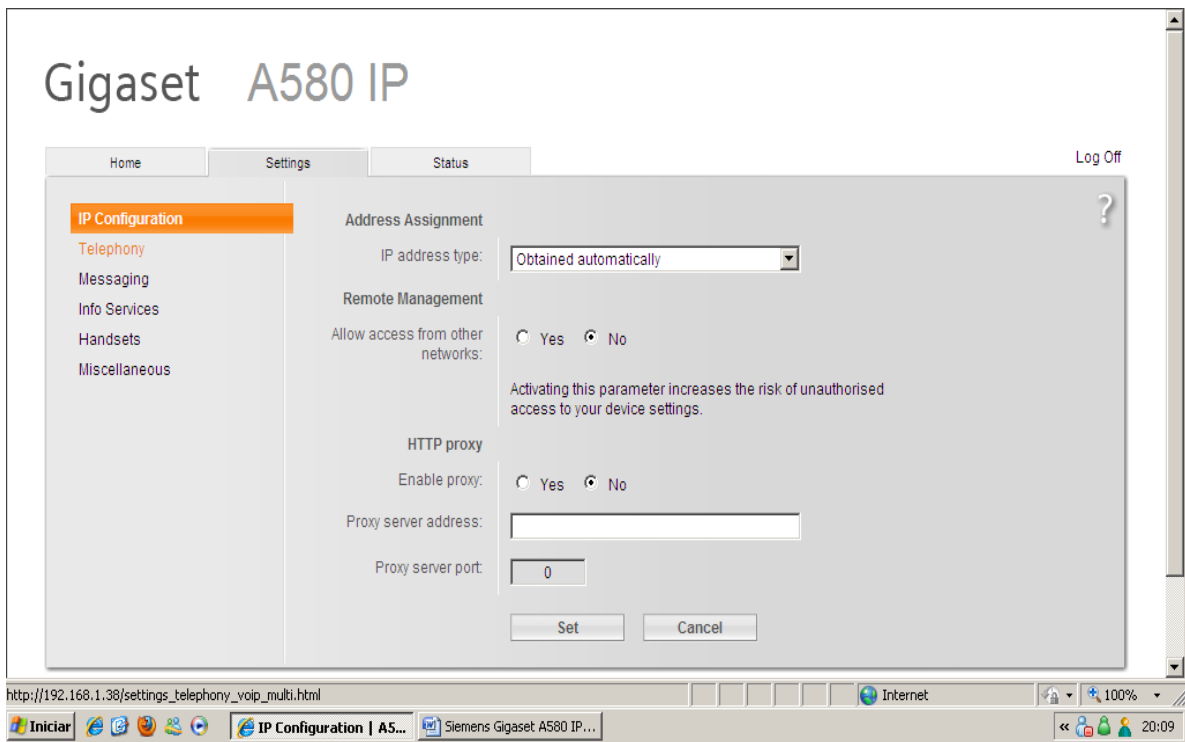 Gigaset A580 IP
Home Settings Status Log Off
IP Configuration
Telephony
Messaging
Info Services
Handsets
Miscellaneous
?
Address Assignment
IP address type: Obtained automatically
Remote Management
Allow access from other networks: Yes No
Activating this parameter increases the risk of unauthorised
access to your device settings.
HTTP proxy
Enable proxy: Yes No
Proxy server address:
Proxy server port: 0
Set Cancel
http://192.168.1.38/settings_telephony_voip_multi.html Internet 100%
Iniciar IP Configuration | A5... Siemens Gigaset A580 IP... « 20:09